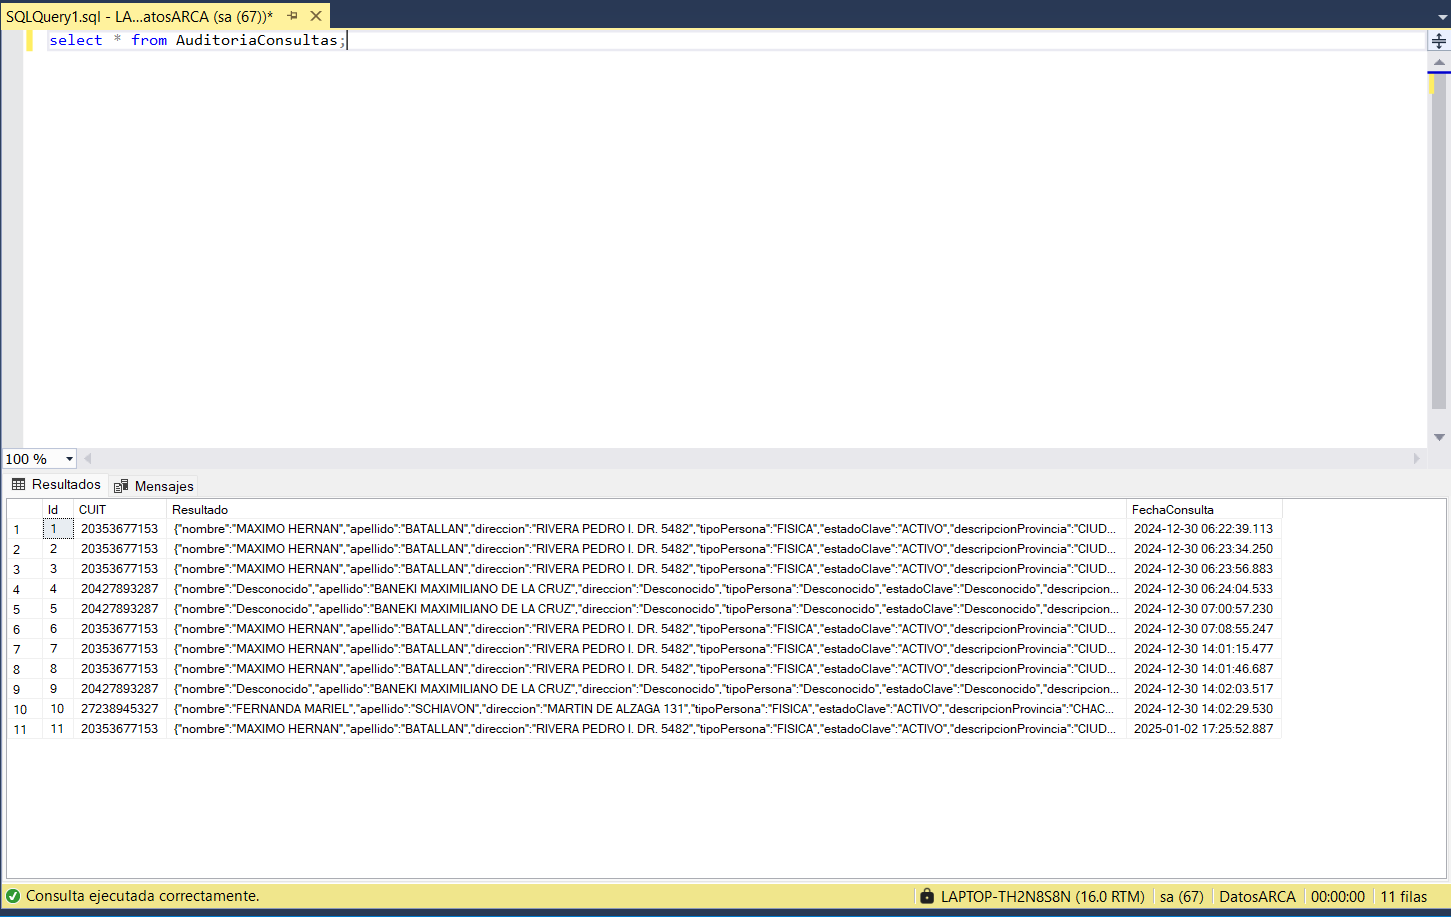 SQLQuery1.sql - LA...atosARCA (sa (67))*
select * from AuditoriaConsultas;
100 %
Resultados Mensajes
Id CUIT Resultado FechaConsulta
1 1 20353677153 {"nombre":"MAXIMO HERNAN","apellido":"BATALLAN","direccion":"RIVERA PEDRO I. DR. 5482","tipoPersona":"FISICA","estadoClave":"ACTIVO","descripcionProvincia":"CIUD... 2024-12-30 06:22:39.113
2 2 20353677153 {"nombre":"MAXIMO HERNAN","apellido":"BATALLAN","direccion":"RIVERA PEDRO I. DR. 5482","tipoPersona":"FISICA","estadoClave":"ACTIVO","descripcionProvincia":"CIUD... 2024-12-30 06:23:34.250
3 3 20353677153 {"nombre":"MAXIMO HERNAN","apellido":"BATALLAN","direccion":"RIVERA PEDRO I. DR. 5482","tipoPersona":"FISICA","estadoClave":"ACTIVO","descripcionProvincia":"CIUD... 2024-12-30 06:23:56.883
4 4 20427893287 {"nombre":"Desconocido","apellido":"BANEKI MAXIMILIANO DE LA CRUZ","direccion":"Desconocido","tipoPersona":"Desconocido","estadoClave":"Desconocido","descripcion... 2024-12-30 06:24:04.533
5 5 20427893287 {"nombre":"Desconocido","apellido":"BANEKI MAXIMILIANO DE LA CRUZ","direccion":"Desconocido","tipoPersona":"Desconocido","estadoClave":"Desconocido","descripcion... 2024-12-30 07:00:57.230
6 6 20353677153 {"nombre":"MAXIMO HERNAN","apellido":"BATALLAN","direccion":"RIVERA PEDRO I. DR. 5482","tipoPersona":"FISICA","estadoClave":"ACTIVO","descripcionProvincia":"CIUD... 2024-12-30 07:08:55.247
7 7 20353677153 {"nombre":"MAXIMO HERNAN","apellido":"BATALLAN","direccion":"RIVERA PEDRO I. DR. 5482","tipoPersona":"FISICA","estadoClave":"ACTIVO","descripcionProvincia":"CIUD... 2024-12-30 14:01:15.477
8 8 20353677153 {"nombre":"MAXIMO HERNAN","apellido":"BATALLAN","direccion":"RIVERA PEDRO I. DR. 5482","tipoPersona":"FISICA","estadoClave":"ACTIVO","descripcionProvincia":"CIUD... 2024-12-30 14:01:46.687
9 9 20427893287 {"nombre":"Desconocido","apellido":"BANEKI MAXIMILIANO DE LA CRUZ","direccion":"Desconocido","tipoPersona":"Desconocido","estadoClave":"Desconocido","descripcion... 2024-12-30 14:02:03.517
10 10 27238945327 {"nombre":"FERNANDA MARIEL","apellido":"SCHIAVON","direccion":"MARTIN DE ALZAGA 131","tipoPersona":"FISICA","estadoClave":"ACTIVO","descripcionProvincia":"CHAC... 2024-12-30 14:02:29.530
11 11 20353677153 {"nombre":"MAXIMO HERNAN","apellido":"BATALLAN","direccion":"RIVERA PEDRO I. DR. 5482","tipoPersona":"FISICA","estadoClave":"ACTIVO","descripcionProvincia":"CIUD... 2025-01-02 17:25:52.887
Consulta ejecutada correctamente. LAPTOP-TH2N8S8N (16.0 RTM) sa (67) DatosARCA 00:00:00 11 filas